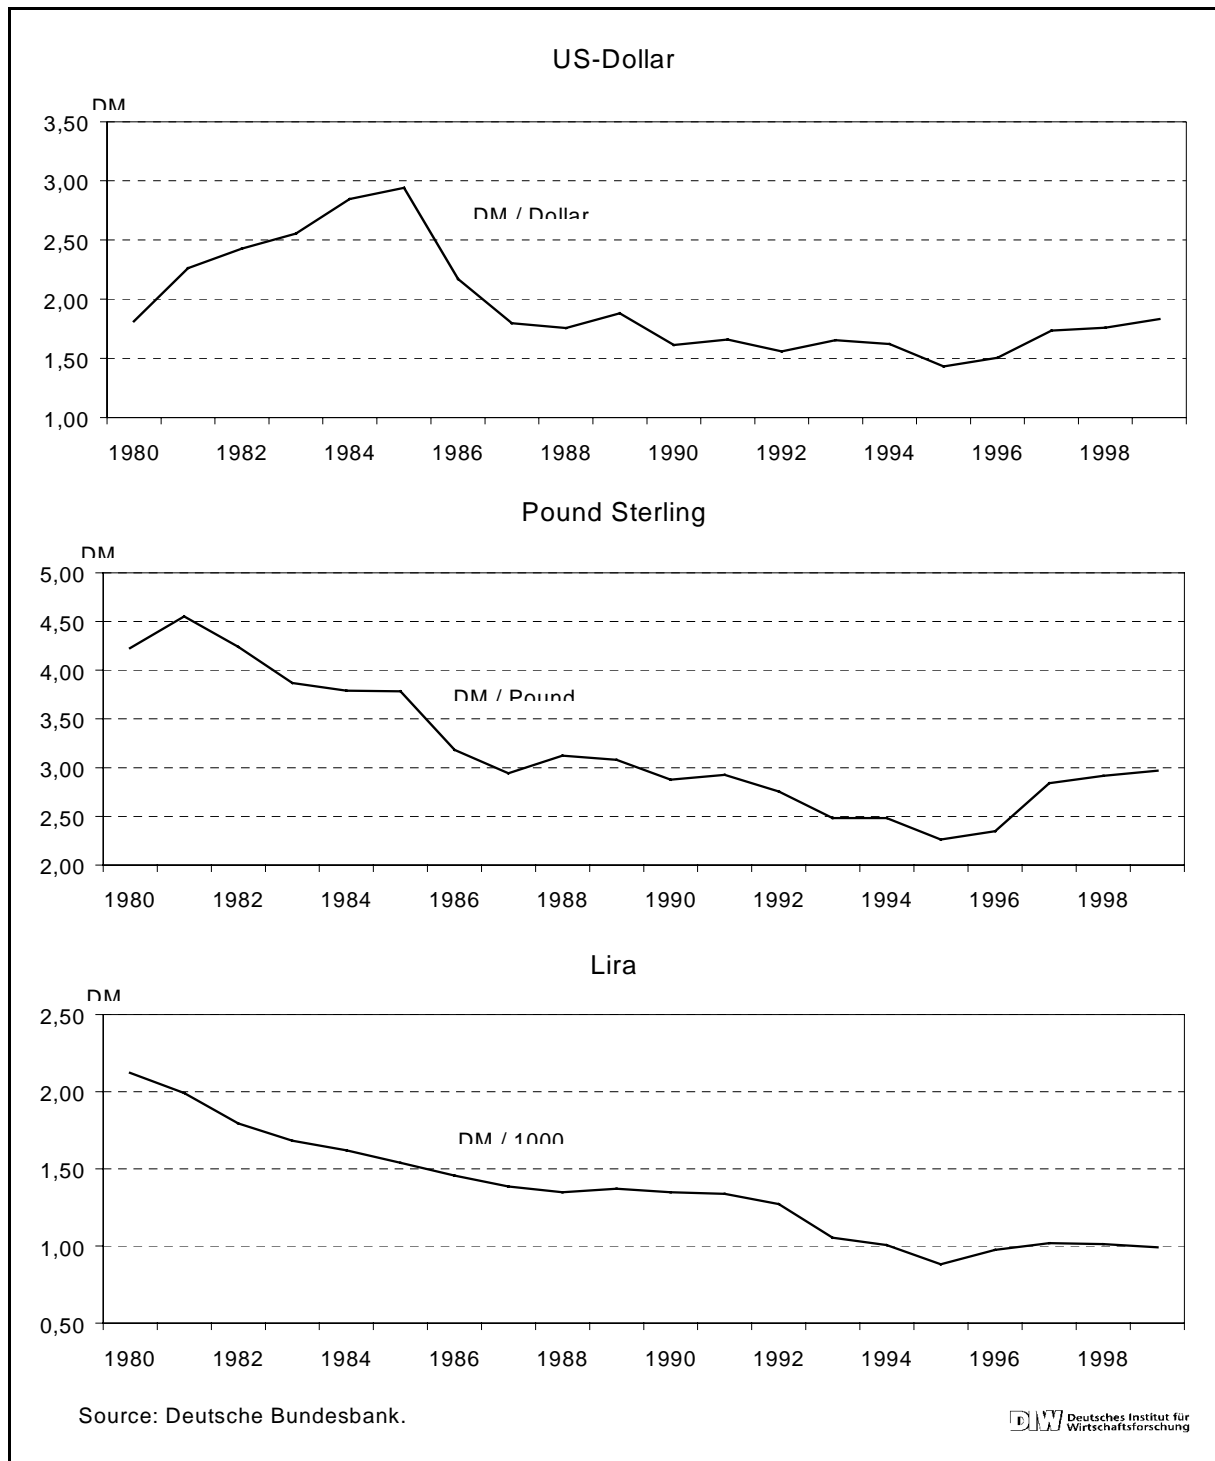 US-Dollar
DM
3,50
3,00
DM / Dollar
2,50
2,00
1,50
1,00
1980 1982 1984 1986 1988 1990 1992 1994 1996 1998
Pound Sterling
DM
5,00
4,50
4,00
DM / Pound
3,50
3,00
2,50
2,00
1980 1982 1984 1986 1988 1990 1992 1994 1996 1998
Lira
DM
2,50
2,00
DM / 1000
1,50
1,00
0,50
1980 1982 1984 1986 1988 1990 1992 1994 1996 1998
Source: Deutsche Bundesbank.
DIW Deutsches Institut für
Wirtschaftsforschung